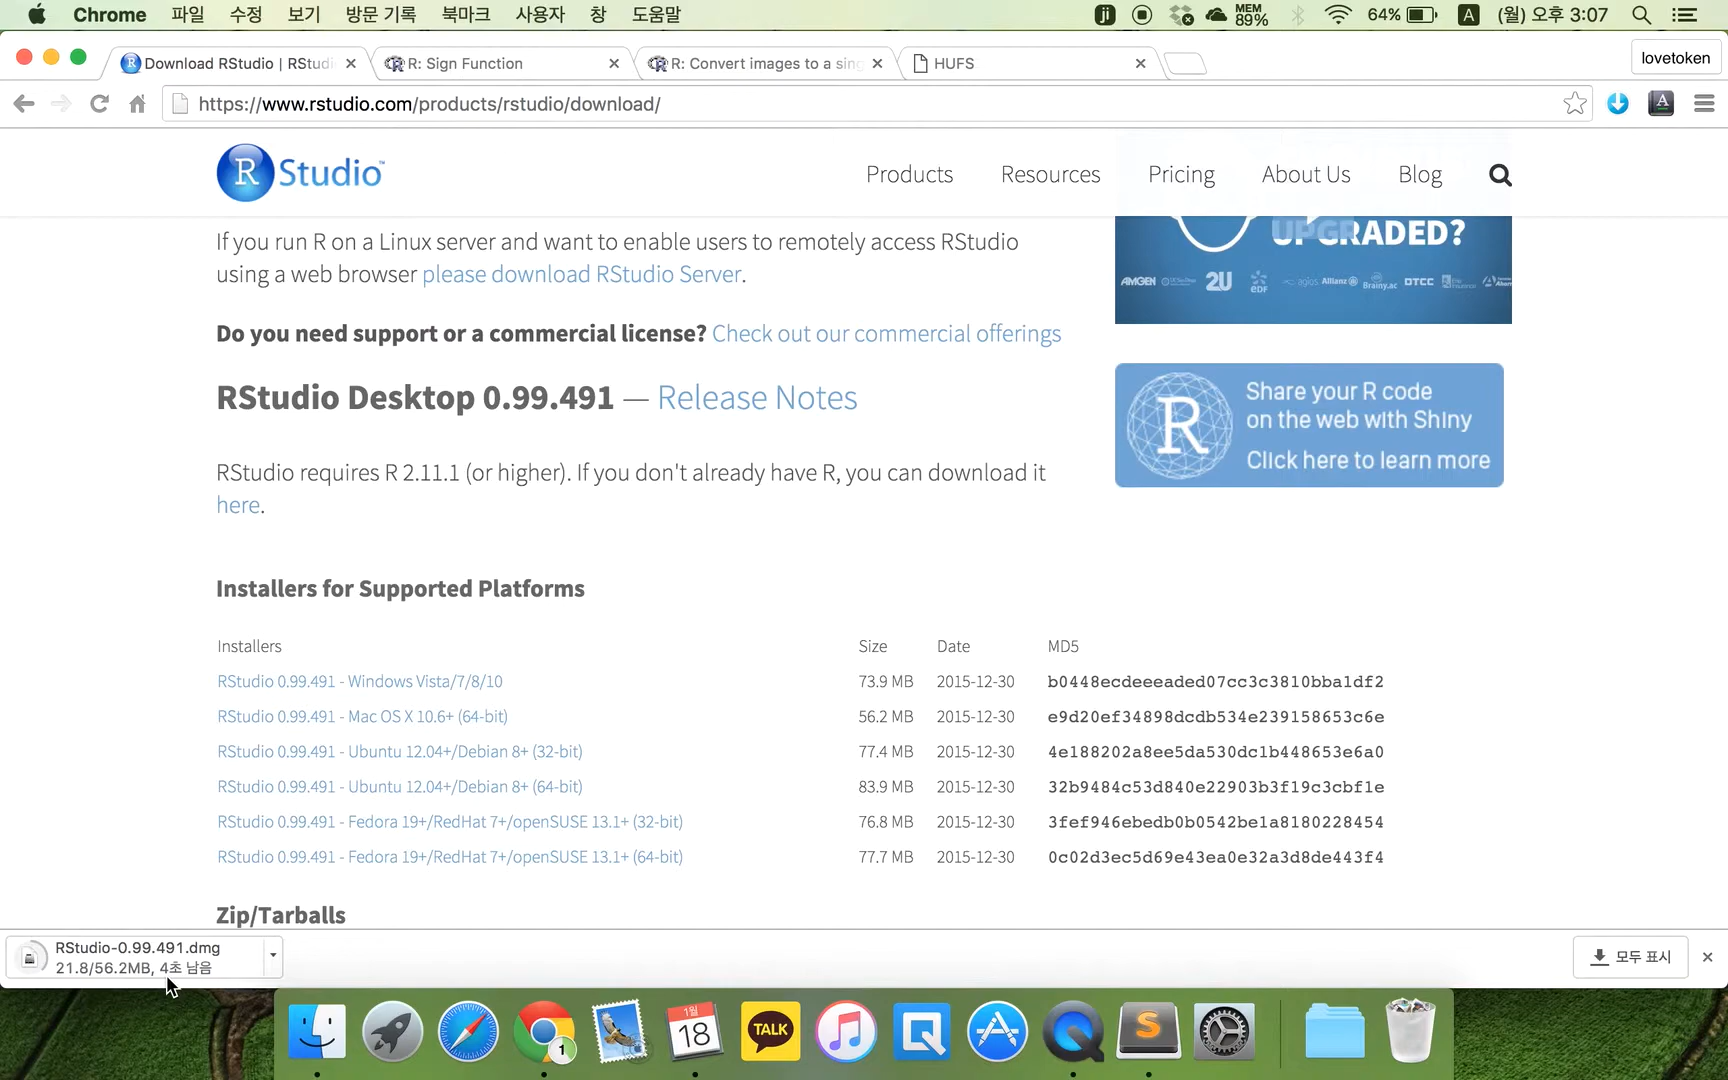 Chrome 파일 수정 보기 방문 기록 북마크 사용자 창 도움말 ji MEM 89% 64% A (월) 오후 3:07
Download RStudio | RStudi R: Sign Function R: Convert images to a sing HUFS lovetoken
https://www.rstudio.com/products/rstudio/download/
R Studio Products Resources Pricing About Us Blog
UPGRADED?
AMGEN 2U EDF agios Allianz Brainy.ac DTCC
If you run R on a Linux server and want to enable users to remotely access RStudio
using a web browser please download RStudio Server.
Do you need support or a commercial license? Check out our commercial offerings
RStudio Desktop 0.99.491 — Release Notes
R
Share your R code
on the web with Shiny
Click here to learn more
RStudio requires R 2.11.1 (or higher). If you don't already have R, you can download it
here.
Installers for Supported Platforms
Installers Size Date MD5
RStudio 0.99.491 - Windows Vista/7/8/10 73.9 MB 2015-12-30 b0448ecdeeeaded07cc3c3810bba1df2
RStudio 0.99.491 - Mac OS X 10.6+ (64-bit) 56.2 MB 2015-12-30 e9d20ef34898dcdb534e239158653c6e
RStudio 0.99.491 - Ubuntu 12.04+/Debian 8+ (32-bit) 77.4 MB 2015-12-30 4e188202a8ee5da530dc1b448653e6a0
RStudio 0.99.491 - Ubuntu 12.04+/Debian 8+ (64-bit) 83.9 MB 2015-12-30 32b9484c53d840e22903b3f19c3cbf1e
RStudio 0.99.491 - Fedora 19+/RedHat 7+/openSUSE 13.1+ (32-bit) 76.8 MB 2015-12-30 3fef946ebedb0b0542be1a8180228454
RStudio 0.99.491 - Fedora 19+/RedHat 7+/openSUSE 13.1+ (64-bit) 77.7 MB 2015-12-30 0c02d3ec5d69e43ea0e32a3d8de443f4
Zip/Tarballs
RStudio-0.99.491.dmg
21.8/56.2MB, 4초 남음
모두 표시
1
1월
18
TALK